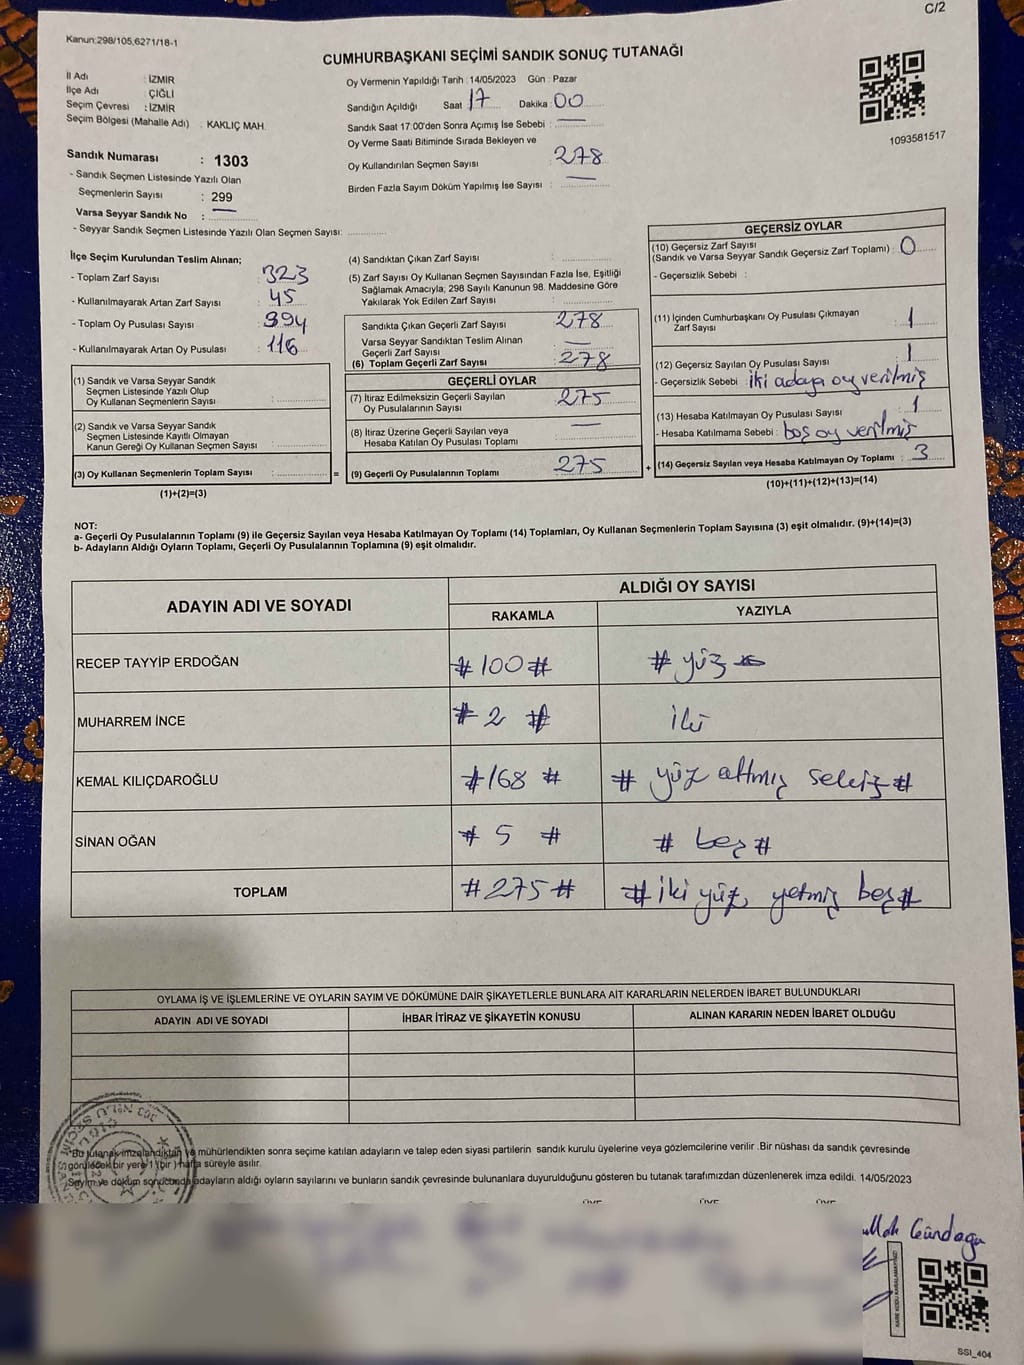 C/2
Kanun:298/105,6271/18-1
CUMHURBAŞKANI SEÇİMİ SANDIK SONUÇ TUTANAĞI
İl Adı : İZMİR
İlçe Adı : ÇİĞLİ
Seçim Çevresi : İZMİR
Seçim Bölgesi (Mahalle Adı) : KAKLIÇ MAH.
Sandık Numarası : 1303
- Sandık Seçmen Listesinde Yazılı Olan
Seçmenlerin Sayısı : 299
Varsa Seyyar Sandık No :
- Seyyar Sandık Seçmen Listesinde Yazılı Olan Seçmen Sayısı:
Oy Vermenin Yapıldığı Tarih :14/05/2023 Gün : Pazar
Sandığın Açıldığı Saat 17 Dakika 00
Sandık Saat 17:00'den Sonra Açımış İse Sebebi :
Oy Verme Saati Bitiminde Sırada Bekleyen ve
Oy Kullandırılan Seçmen Sayısı 278
Birden Fazla Sayım Döküm Yapılmış İse Sayısı :
1093581517
İlçe Seçim Kurulundan Teslim Alınan;
- Toplam Zarf Sayısı : 323
- Kullanılmayarak Artan Zarf Sayısı : 45
- Toplam Oy Pusulası Sayısı : 394
- Kullanılmayarak Artan Oy Pusulası : 116
(1) Sandık ve Varsa Seyyar Sandık
Seçmen Listesinde Yazılı Olup
Oy Kullanan Seçmenlerin Sayısı :
(2) Sandık ve Varsa Seyyar Sandık
Seçmen Listesinde Kayıtlı Olmayan
Kanun Gereği Oy Kullanan Seçmen Sayısı :
(3) Oy Kullanan Seçmenlerin Toplam Sayısı : =
(1)+(2)=(3)
(4) Sandıktan Çıkan Zarf Sayısı :
(5) Zarf Sayısı Oy Kullanan Seçmen Sayısından Fazla İse, Eşitliği
Sağlamak Amacıyla; 298 Sayılı Kanunun 98. Maddesine Göre
Yakılarak Yok Edilen Zarf Sayısı :
Sandıkta Çıkan Geçerli Zarf Sayısı : 278
Varsa Seyyar Sandıktan Teslim Alınan
Geçerli Zarf Sayısı :
(6) Toplam Geçerli Zarf Sayısı : 278
GEÇERLİ OYLAR
(7) İtiraz Edilmeksizin Geçerli Sayılan
Oy Pusulalarının Sayısı : 275
(8) İtiraz Üzerine Geçerli Sayılan veya
Hesaba Katılan Oy Pusulası Toplamı :
(9) Geçerli Oy Pusulalarının Toplamı : 275 +
GEÇERSİZ OYLAR
(10) Geçersiz Zarf Sayısı
(Sandık ve Varsa Seyyar Sandık Geçersiz Zarf Toplamı) : 0
- Geçersizlik Sebebi :
(11) İçinden Cumhurbaşkanı Oy Pusulası Çıkmayan
Zarf Sayısı : 1
(12) Geçersiz Sayılan Oy Pusulası Sayısı : 1
- Geçersizlik Sebebi : iki adaya oy verilmiş
(13) Hesaba Katılmayan Oy Pusulası Sayısı : 1
- Hesaba Katılmama Sebebi : boş oy verilmiş
(14) Geçersiz Sayılan veya Hesaba Katılmayan Oy Toplamı : 3
(10)+(11)+(12)+(13)=(14)
NOT:
a- Geçerli Oy Pusulalarının Toplamı (9) ile Geçersiz Sayılan veya Hesaba Katılmayan Oy Toplamı (14) Toplamları, Oy Kullanan Seçmenlerin Toplam Sayısına (3) eşit olmalıdır. (9)+(14)=(3)
b- Adayların Aldığı Oyların Toplamı, Geçerli Oy Pusulalarının Toplamına (9) eşit olmalıdır.
ADAYIN ADI VE SOYADI
ALDIĞI OY SAYISI
RAKAMLA YAZIYLA
RECEP TAYYİP ERDOĞAN # 100 # # yüz #
MUHARREM İNCE # 2 # iki
KEMAL KILIÇDAROĞLU #168 # # yüz altmış sekiz #
SİNAN OĞAN # 5 # # beş #
TOPLAM # 275 # # iki yüz yetmiş beş #
OYLAMA İŞ VE İŞLEMLERİNE VE OYLARIN SAYIM VE DÖKÜMÜNE DAİR ŞİKAYETLERLE BUNLARA AİT KARARLARIN NELERDEN İBARET BULUNDUKLARI
ADAYIN ADI VE SOYADI İHBAR İTİRAZ VE ŞİKAYETİN KONUSU ALINAN KARARIN NEDEN İBARET OLDUĞU
*Bu tutanak imzalandıktan ve mühürlendikten sonra seçime katılan adayların ve talep eden siyasi partilerin sandık kurulu üyelerine veya gözlemcilerine verilir. Bir nüshası da sandık çevresinde
görülecek bir yere 1 (bir ) hafta süreyle asılır.
Sayım ve döküm sonucunda adayların aldığı oyların sayılarını ve bunların sandık çevresinde bulunanlara duyurulduğunu gösteren bu tutanak tarafımızdan düzenlenerek imza edildi. 14/05/2023
Gündoğu
SSİ_404